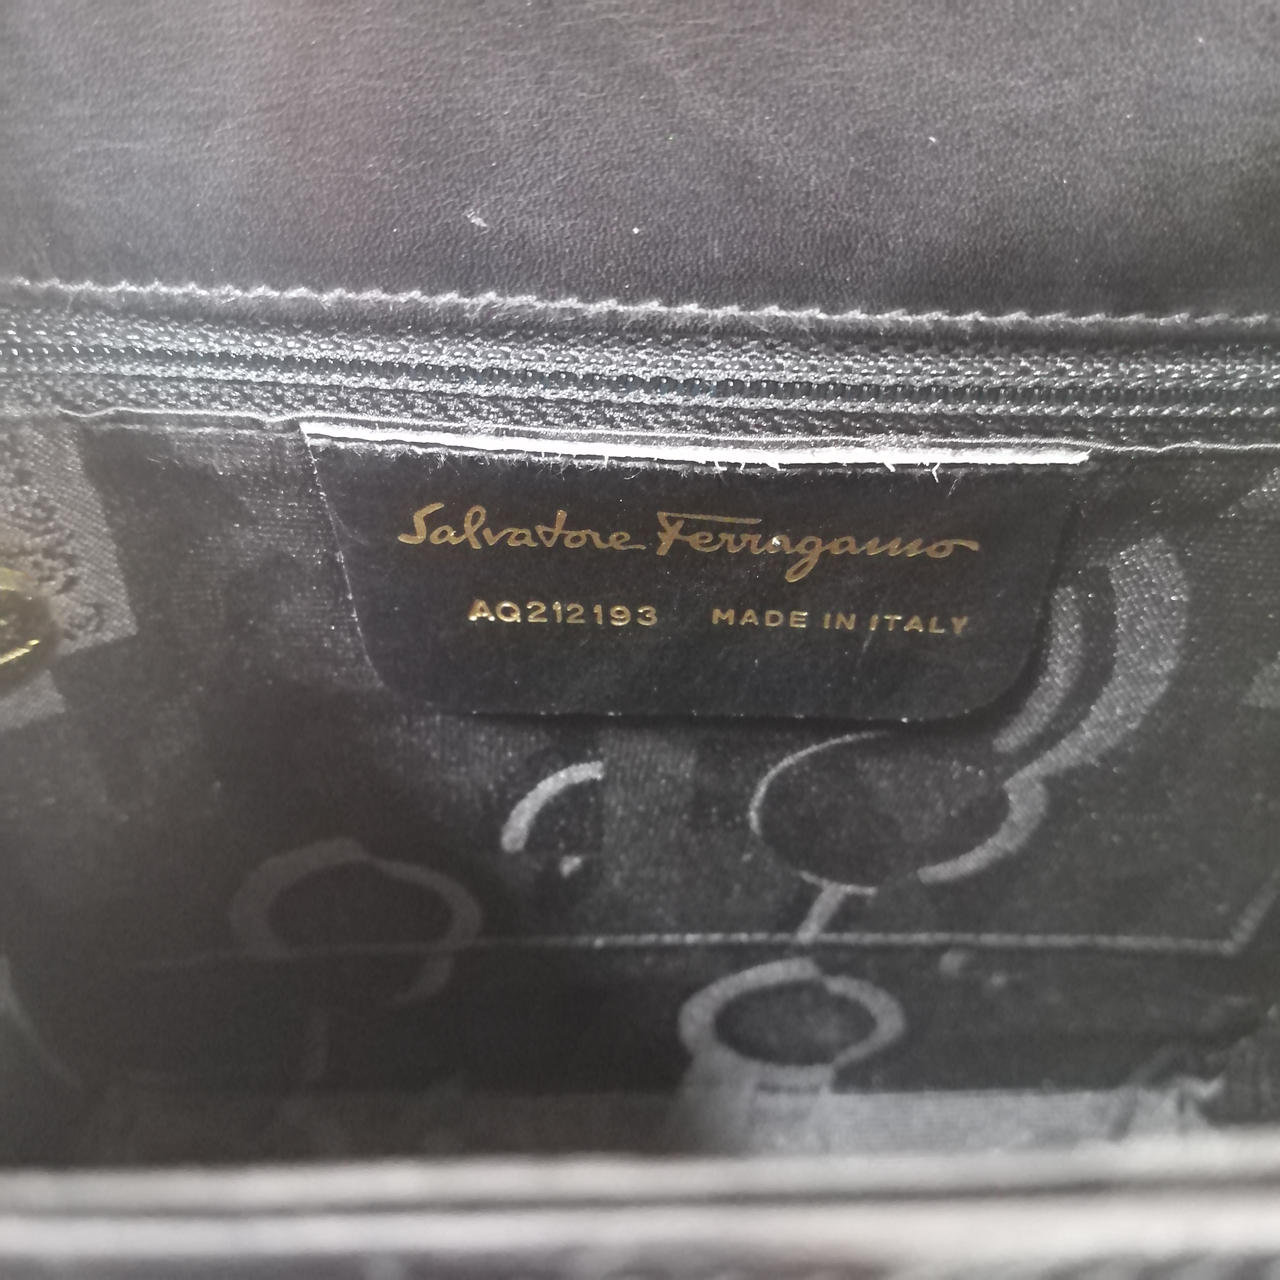 Salvatore Ferragamo
AQ212193 MADE IN ITALY